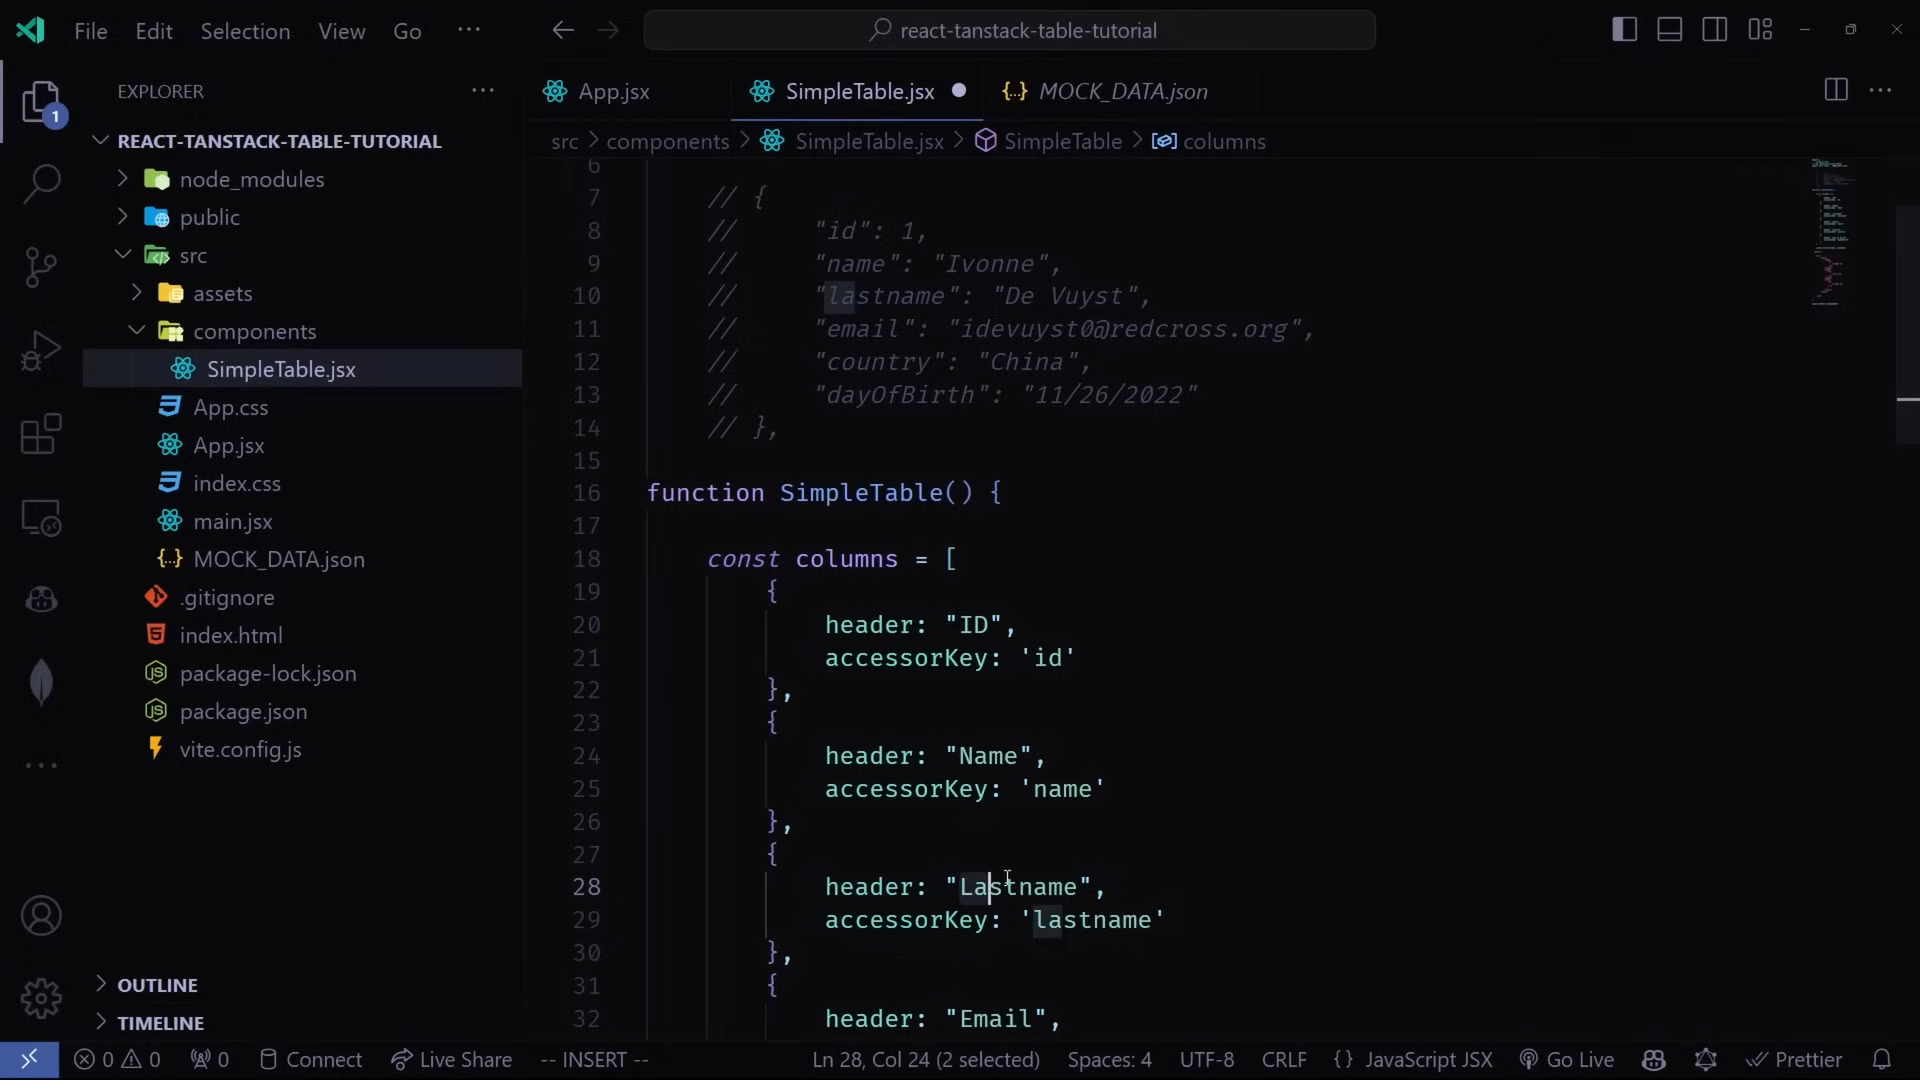 File Edit Selection View Go ···
react-tanstack-table-tutorial
EXPLORER
App.jsx
SimpleTable.jsx
MOCK_DATA.json
src > components > SimpleTable.jsx > SimpleTable > columns
REACT-TANSTACK-TABLE-TUTORIAL
node_modules
public
src
assets
components
SimpleTable.jsx
App.css
App.jsx
index.css
main.jsx
MOCK_DATA.json
.gitignore
index.html
package-lock.json
package.json
vite.config.js
OUTLINE
TIMELINE
1
6
7 // {
8 // "id": 1,
9 // "name": "Ivonne",
10 // "lastname": "De Vuyst",
11 // "email": "idevuyst0@redcross.org",
12 // "country": "China",
13 // "dayOfBirth": "11/26/2022"
14 // },
15
16 function SimpleTable() {
17
18 const columns = [
19 {
20 header: "ID",
21 accessorKey: 'id'
22 },
23 {
24 header: "Name",
25 accessorKey: 'name'
26 },
27 {
28 header: "Lastname",
29 accessorKey: 'lastname'
30 },
31 {
32 header: "Email",
0 0 0 Connect Live Share -- INSERT -- Ln 28, Col 24 (2 selected) Spaces: 4 UTF-8 CRLF {} JavaScript JSX Go Live Prettier